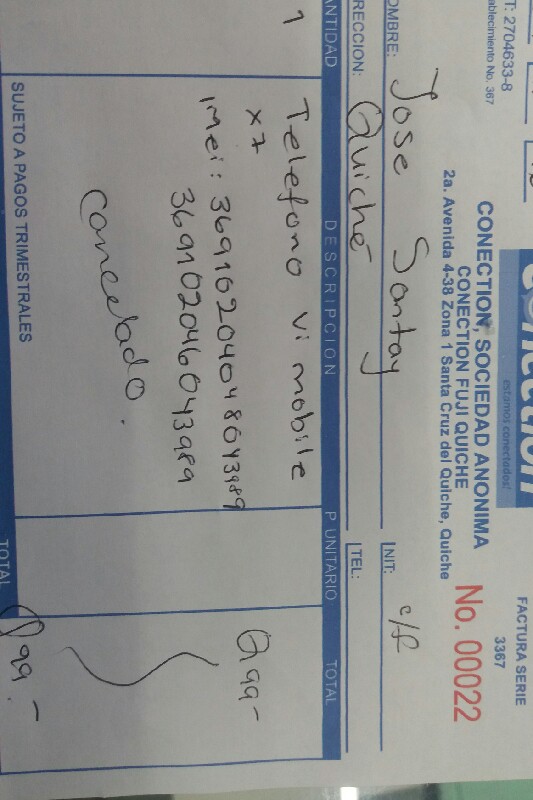 conection
estamos conectados!
FACTURA SERIE
3367
No. 00022
T: 2704633-8
ablecimiento No. 367
CONECTION, SOCIEDAD ANONIMA
CONECTION FUJI QUICHE
2a. Avenida 4-38 Zona 1 Santa Cruz del Quiche, Quiche
OMBRE: Jose Santay NIT: c/f
RECCION: Quiché TEL:
ANTIDAD DESCRIPCION P. UNITARIO TOTAL
1 Telefono vi mobile Q99-
x7
imei: 36916204048643989
369102046043989
Cancelado.
SUJETO A PAGOS TRIMESTRALES TOTAL Q99.-